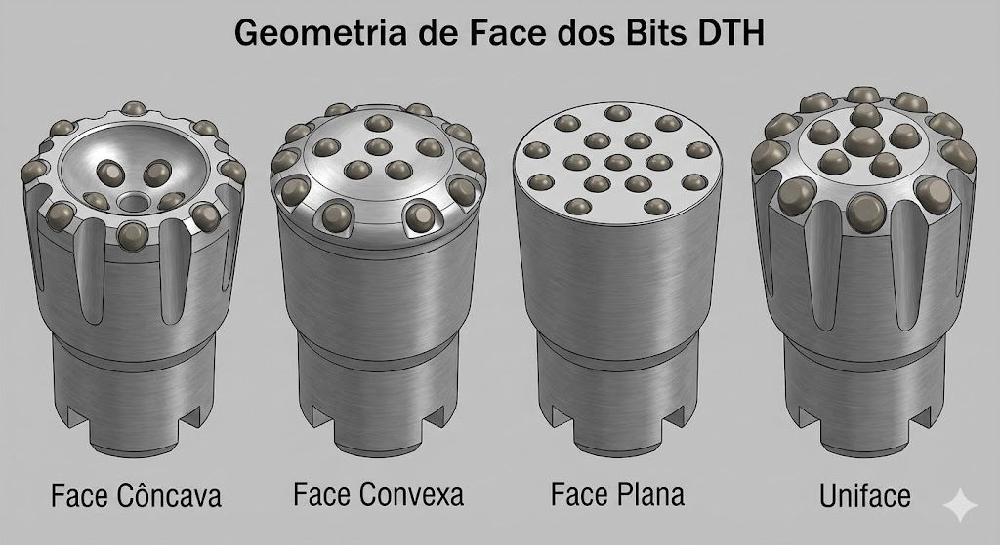 Geometria de Face dos Bits DTH
Face Côncava
Face Convexa
Face Plana
Uniface